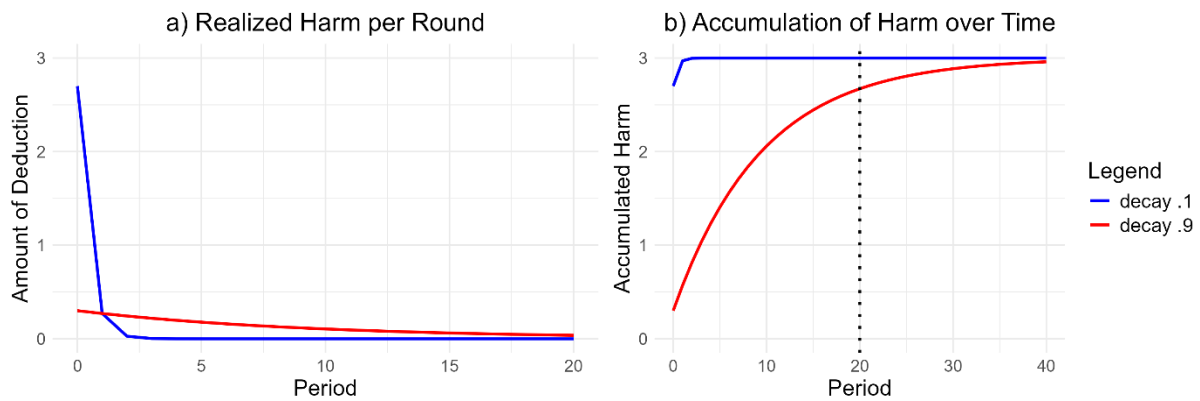 a) Realized Harm per Round
3
2
1
0
Amount of Deduction
0
5
10
15
20
Period
b) Accumulation of Harm over Time
3
2
1
0
Accumulated Harm
0
10
20
30
40
Period
Legend
decay .1
decay .9